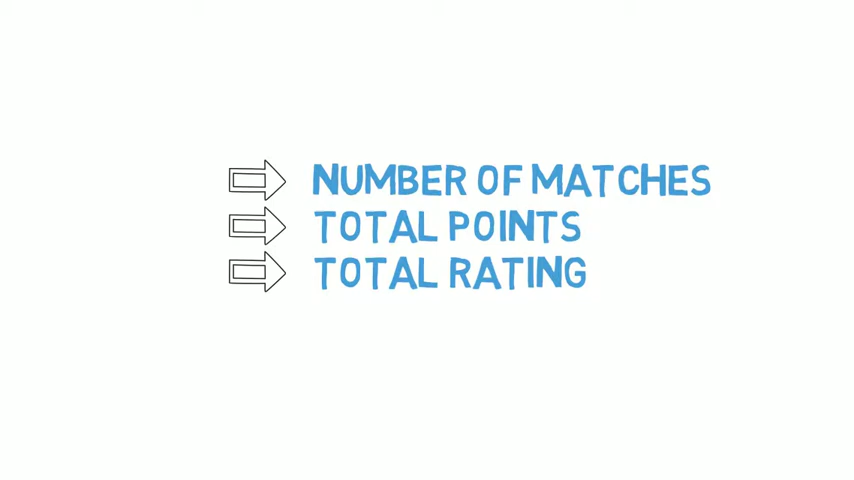 NUMBER OF MATCHES
TOTAL POINTS
TOTAL RATING